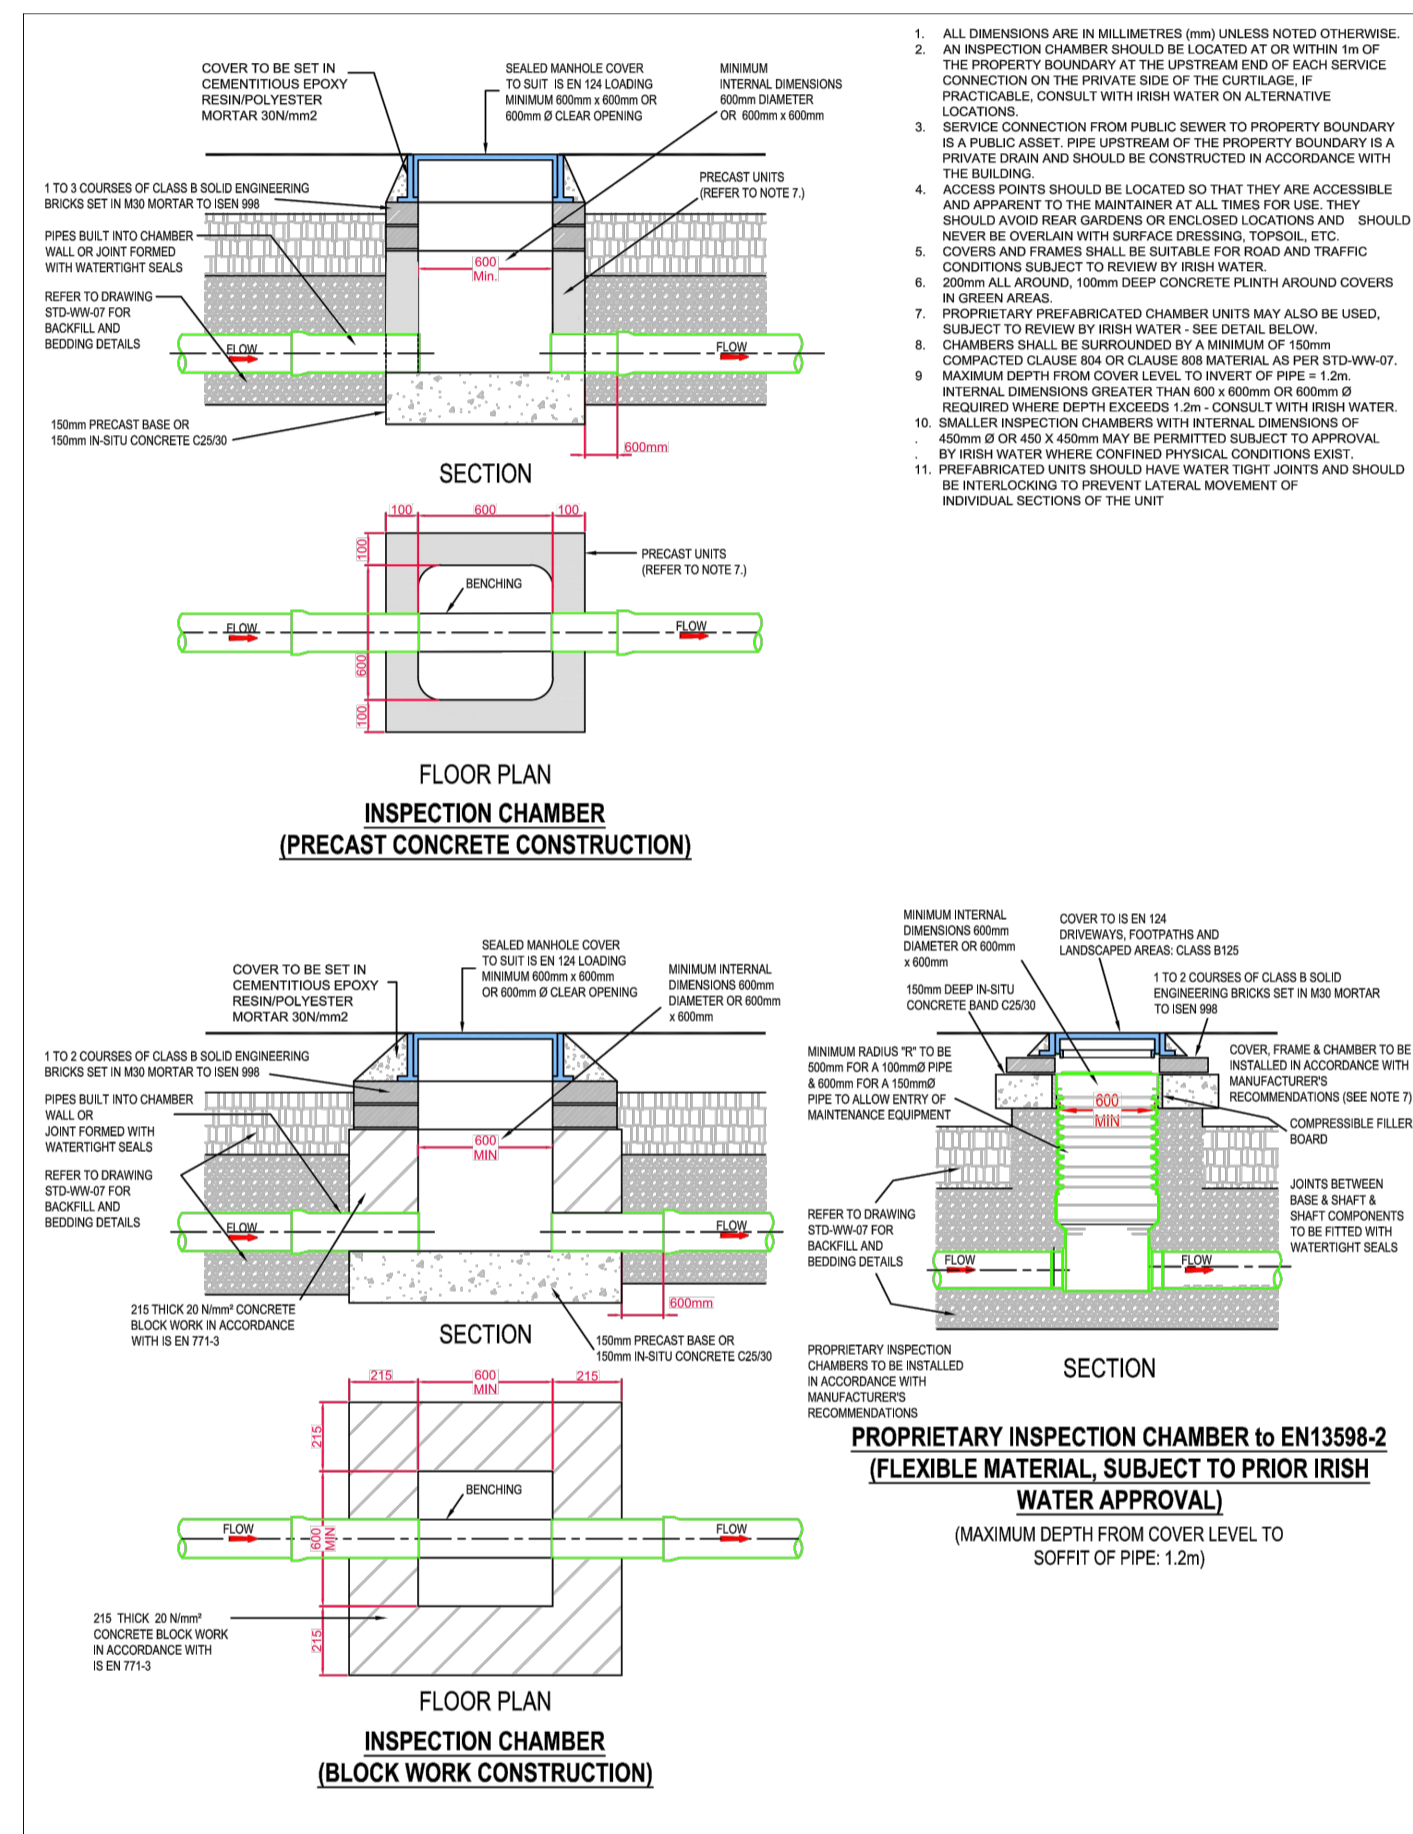 COVER TO BE SET IN
CEMENTITIOUS EPOXY
RESIN/POLYESTER
MORTAR 30N/mm2
SEALED MANHOLE COVER
TO SUIT IS EN 124 LOADING
MINIMUM 600mm x 600mm OR
600mm Ø CLEAR OPENING
MINIMUM
INTERNAL DIMENSIONS
600mm DIAMETER
OR 600mm x 600mm
1 TO 3 COURSES OF CLASS B SOLID ENGINEERING
BRICKS SET IN M30 MORTAR TO ISEN 998
PRECAST UNITS
(REFER TO NOTE 7.)
PIPES BUILT INTO CHAMBER
WALL OR JOINT FORMED
WITH WATERTIGHT SEALS
600
Min.
REFER TO DRAWING
STD-WW-07 FOR
BACKFILL AND
BEDDING DETAILS
FLOW
FLOW
150mm PRECAST BASE OR
150mm IN-SITU CONCRETE C25/30
600mm
SECTION
100
600
100
100
600
100
PRECAST UNITS
(REFER TO NOTE 7.)
BENCHING
FLOW
FLOW
FLOOR PLAN
INSPECTION CHAMBER
(PRECAST CONCRETE CONSTRUCTION)
1. ALL DIMENSIONS ARE IN MILLIMETRES (mm) UNLESS NOTED OTHERWISE.
2. AN INSPECTION CHAMBER SHOULD BE LOCATED AT OR WITHIN 1m OF
THE PROPERTY BOUNDARY AT THE UPSTREAM END OF EACH SERVICE
CONNECTION ON THE PRIVATE SIDE OF THE CURTILAGE, IF
PRACTICABLE, CONSULT WITH IRISH WATER ON ALTERNATIVE
LOCATIONS.
3. SERVICE CONNECTION FROM PUBLIC SEWER TO PROPERTY BOUNDARY
IS A PUBLIC ASSET. PIPE UPSTREAM OF THE PROPERTY BOUNDARY IS A
PRIVATE DRAIN AND SHOULD BE CONSTRUCTED IN ACCORDANCE WITH
THE BUILDING.
4. ACCESS POINTS SHOULD BE LOCATED SO THAT THEY ARE ACCESSIBLE
AND APPARENT TO THE MAINTAINER AT ALL TIMES FOR USE. THEY
SHOULD AVOID REAR GARDENS OR ENCLOSED LOCATIONS AND SHOULD
NEVER BE OVERLAIN WITH SURFACE DRESSING, TOPSOIL, ETC.
5. COVERS AND FRAMES SHALL BE SUITABLE FOR ROAD AND TRAFFIC
CONDITIONS SUBJECT TO REVIEW BY IRISH WATER.
6. 200mm ALL AROUND, 100mm DEEP CONCRETE PLINTH AROUND COVERS
IN GREEN AREAS.
7. PROPRIETARY PREFABRICATED CHAMBER UNITS MAY ALSO BE USED,
SUBJECT TO REVIEW BY IRISH WATER - SEE DETAIL BELOW.
8. CHAMBERS SHALL BE SURROUNDED BY A MINIMUM OF 150mm
COMPACTED CLAUSE 804 OR CLAUSE 808 MATERIAL AS PER STD-WW-07.
9 MAXIMUM DEPTH FROM COVER LEVEL TO INVERT OF PIPE = 1.2m.
INTERNAL DIMENSIONS GREATER THAN 600 x 600mm OR 600mm Ø
REQUIRED WHERE DEPTH EXCEEDS 1.2m - CONSULT WITH IRISH WATER.
10. SMALLER INSPECTION CHAMBERS WITH INTERNAL DIMENSIONS OF
. 450mm Ø OR 450 X 450mm MAY BE PERMITTED SUBJECT TO APPROVAL
. BY IRISH WATER WHERE CONFINED PHYSICAL CONDITIONS EXIST.
11. PREFABRICATED UNITS SHOULD HAVE WATER TIGHT JOINTS AND SHOULD
BE INTERLOCKING TO PREVENT LATERAL MOVEMENT OF
INDIVIDUAL SECTIONS OF THE UNIT
COVER TO BE SET IN
CEMENTITIOUS EPOXY
RESIN/POLYESTER
MORTAR 30N/mm2
SEALED MANHOLE COVER
TO SUIT IS EN 124 LOADING
MINIMUM 600mm x 600mm
OR 600mm Ø CLEAR OPENING
MINIMUM INTERNAL
DIMENSIONS 600mm
DIAMETER OR 600mm
x 600mm
1 TO 2 COURSES OF CLASS B SOLID ENGINEERING
BRICKS SET IN M30 MORTAR TO ISEN 998
PIPES BUILT INTO CHAMBER
WALL OR
JOINT FORMED WITH
WATERTIGHT SEALS
600
MIN
REFER TO DRAWING
STD-WW-07 FOR
BACKFILL AND
BEDDING DETAILS
FLOW
FLOW
215 THICK 20 N/mm² CONCRETE
BLOCK WORK IN ACCORDANCE
WITH IS EN 771-3
600mm
SECTION
150mm PRECAST BASE OR
150mm IN-SITU CONCRETE C25/30
215
600
MIN
215
215
600
MIN
215
BENCHING
FLOW
FLOW
215 THICK 20 N/mm²
CONCRETE BLOCK WORK
IN ACCORDANCE WITH
IS EN 771-3
FLOOR PLAN
INSPECTION CHAMBER
(BLOCK WORK CONSTRUCTION)
MINIMUM INTERNAL
DIMENSIONS 600mm
DIAMETER OR 600mm
x 600mm
COVER TO IS EN 124
DRIVEWAYS, FOOTPATHS AND
LANDSCAPED AREAS: CLASS B125
150mm DEEP IN-SITU
CONCRETE BAND C25/30
1 TO 2 COURSES OF CLASS B SOLID
ENGINEERING BRICKS SET IN M30 MORTAR
TO ISEN 998
MINIMUM RADIUS "R" TO BE
500mm FOR A 100mmØ PIPE
& 600mm FOR A 150mmØ
PIPE TO ALLOW ENTRY OF
MAINTENANCE EQUIPMENT
COVER, FRAME & CHAMBER TO BE
INSTALLED IN ACCORDANCE WITH
MANUFACTURER'S
RECOMMENDATIONS (SEE NOTE 7)
600
MIN
COMPRESSIBLE FILLER
BOARD
JOINTS BETWEEN
BASE & SHAFT &
SHAFT COMPONENTS
TO BE FITTED WITH
WATERTIGHT SEALS
REFER TO DRAWING
STD-WW-07 FOR
BACKFILL AND
BEDDING DETAILS
FLOW
FLOW
PROPRIETARY INSPECTION
CHAMBERS TO BE INSTALLED
IN ACCORDANCE WITH
MANUFACTURER'S
RECOMMENDATIONS
SECTION
PROPRIETARY INSPECTION CHAMBER to EN13598-2
(FLEXIBLE MATERIAL, SUBJECT TO PRIOR IRISH
WATER APPROVAL)
(MAXIMUM DEPTH FROM COVER LEVEL TO
SOFFIT OF PIPE: 1.2m)